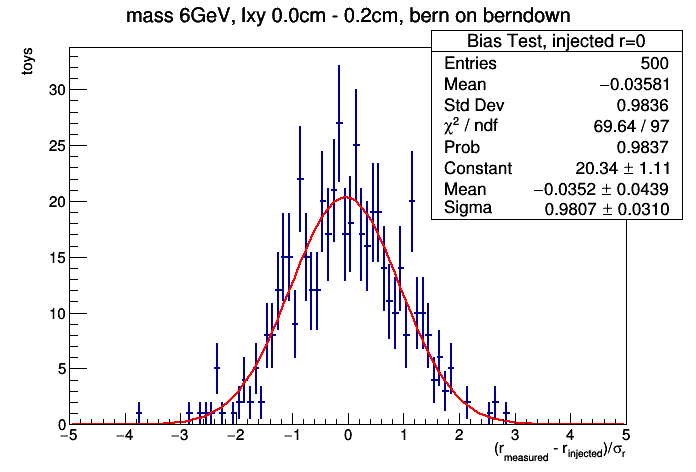 mass 6GeV, lxy 0.0cm - 0.2cm, bern on berndown
Bias Test, injected r=0
Entries 500
Mean −0.03581
Std Dev 0.9836
χ² / ndf 69.64 / 97
Prob 0.9837
Constant 20.34 ± 1.11
Mean −0.0352 ± 0.0439
Sigma 0.9807 ± 0.0310
toys
30
25
20
15
10
5
0
−5 −4 −3 −2 −1 0 1 2 3 4 5
(r_measured - r_injected)/σ_r